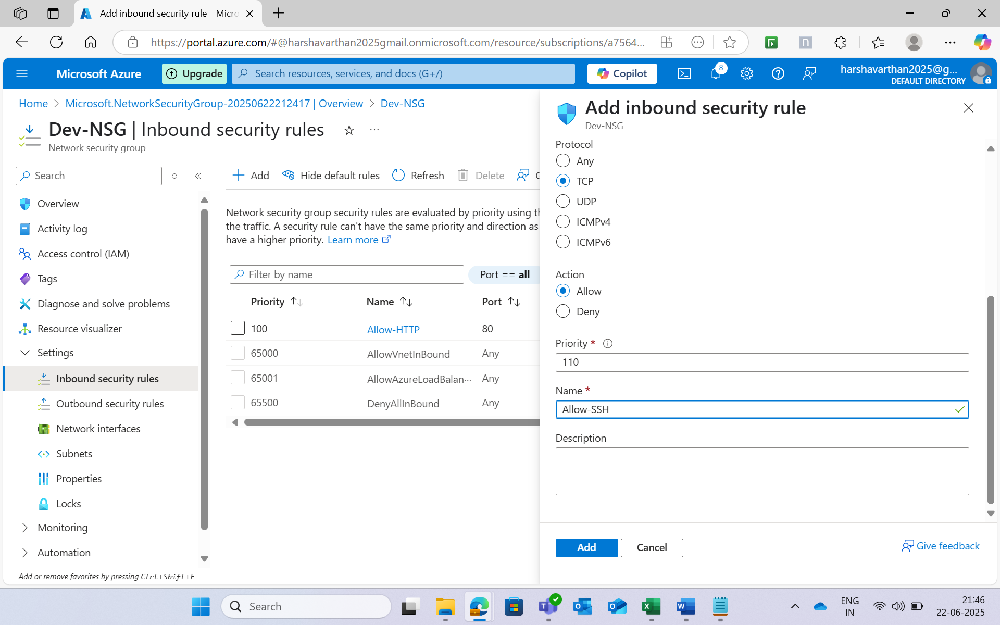 Add inbound security rule - Micro
https://portal.azure.com/#@harshavarthan2025gmail.onmicrosoft.com/resource/subscriptions/a7564...
Microsoft Azure
Upgrade
Search resources, services, and docs (G+/)
Copilot
8
harshavarthan2025@g...
DEFAULT DIRECTORY
Home > Microsoft.NetworkSecurityGroup-20250622212417 | Overview > Dev-NSG
Dev-NSG | Inbound security rules
Network security group
Search
Overview
Activity log
Access control (IAM)
Tags
Diagnose and solve problems
Resource visualizer
Settings
Inbound security rules
Outbound security rules
Network interfaces
Subnets
Properties
Locks
Monitoring
Automation
Add or remove favorites by pressing Ctrl+Shift+F
Add
Hide default rules
Refresh
Delete
Network security group security rules are evaluated by priority using
the traffic. A security rule can't have the same priority and direction as
have a higher priority. Learn more
Filter by name
Port == all
Priority Name Port
100 Allow-HTTP 80
65000 AllowVnetInBound Any
65001 AllowAzureLoadBalan... Any
65500 DenyAllInBound Any
Add inbound security rule
Dev-NSG
Protocol
Any
TCP
UDP
ICMPv4
ICMPv6
Action
Allow
Deny
Priority *
110
Name *
Allow-SSH
Description
Add
Cancel
Give feedback
Search
ENG
IN
21:46
22-06-2025